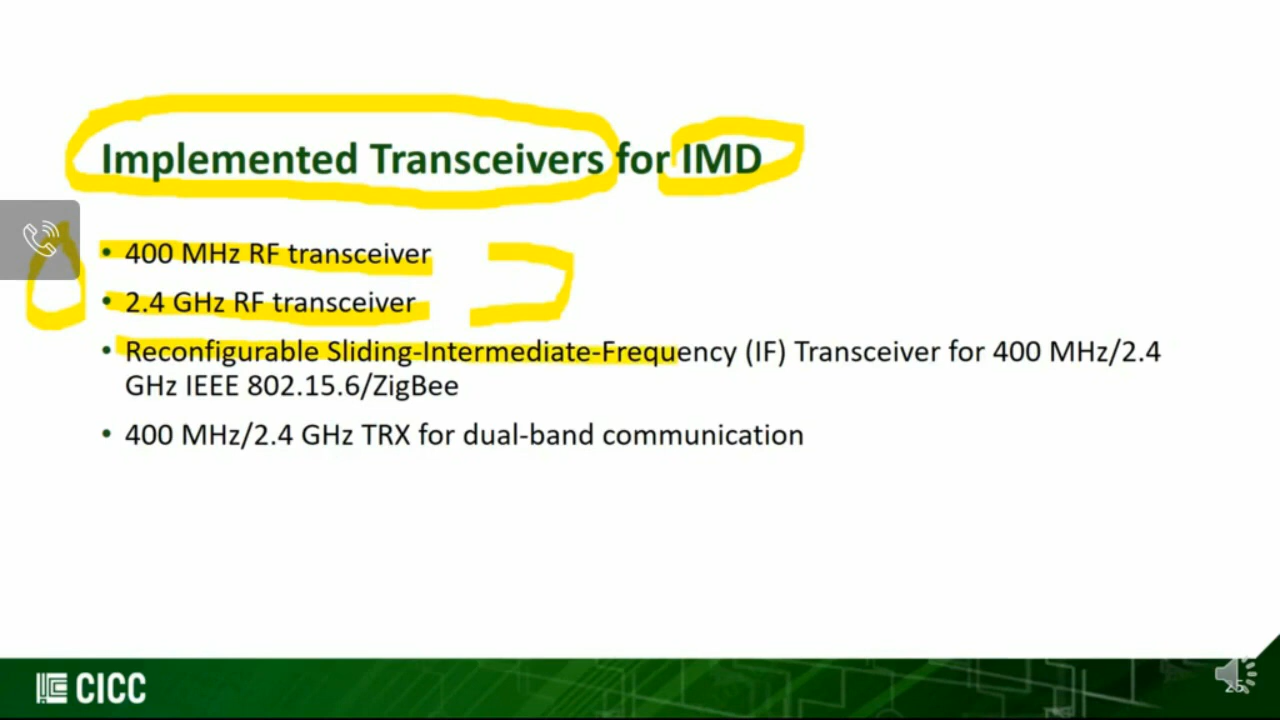 Implemented Transceivers for IMD
• 400 MHz RF transceiver
• 2.4 GHz RF transceiver
• Reconfigurable Sliding-Intermediate-Frequency (IF) Transceiver for 400 MHz/2.4
GHz IEEE 802.15.6/ZigBee
• 400 MHz/2.4 GHz TRX for dual-band communication
CICC